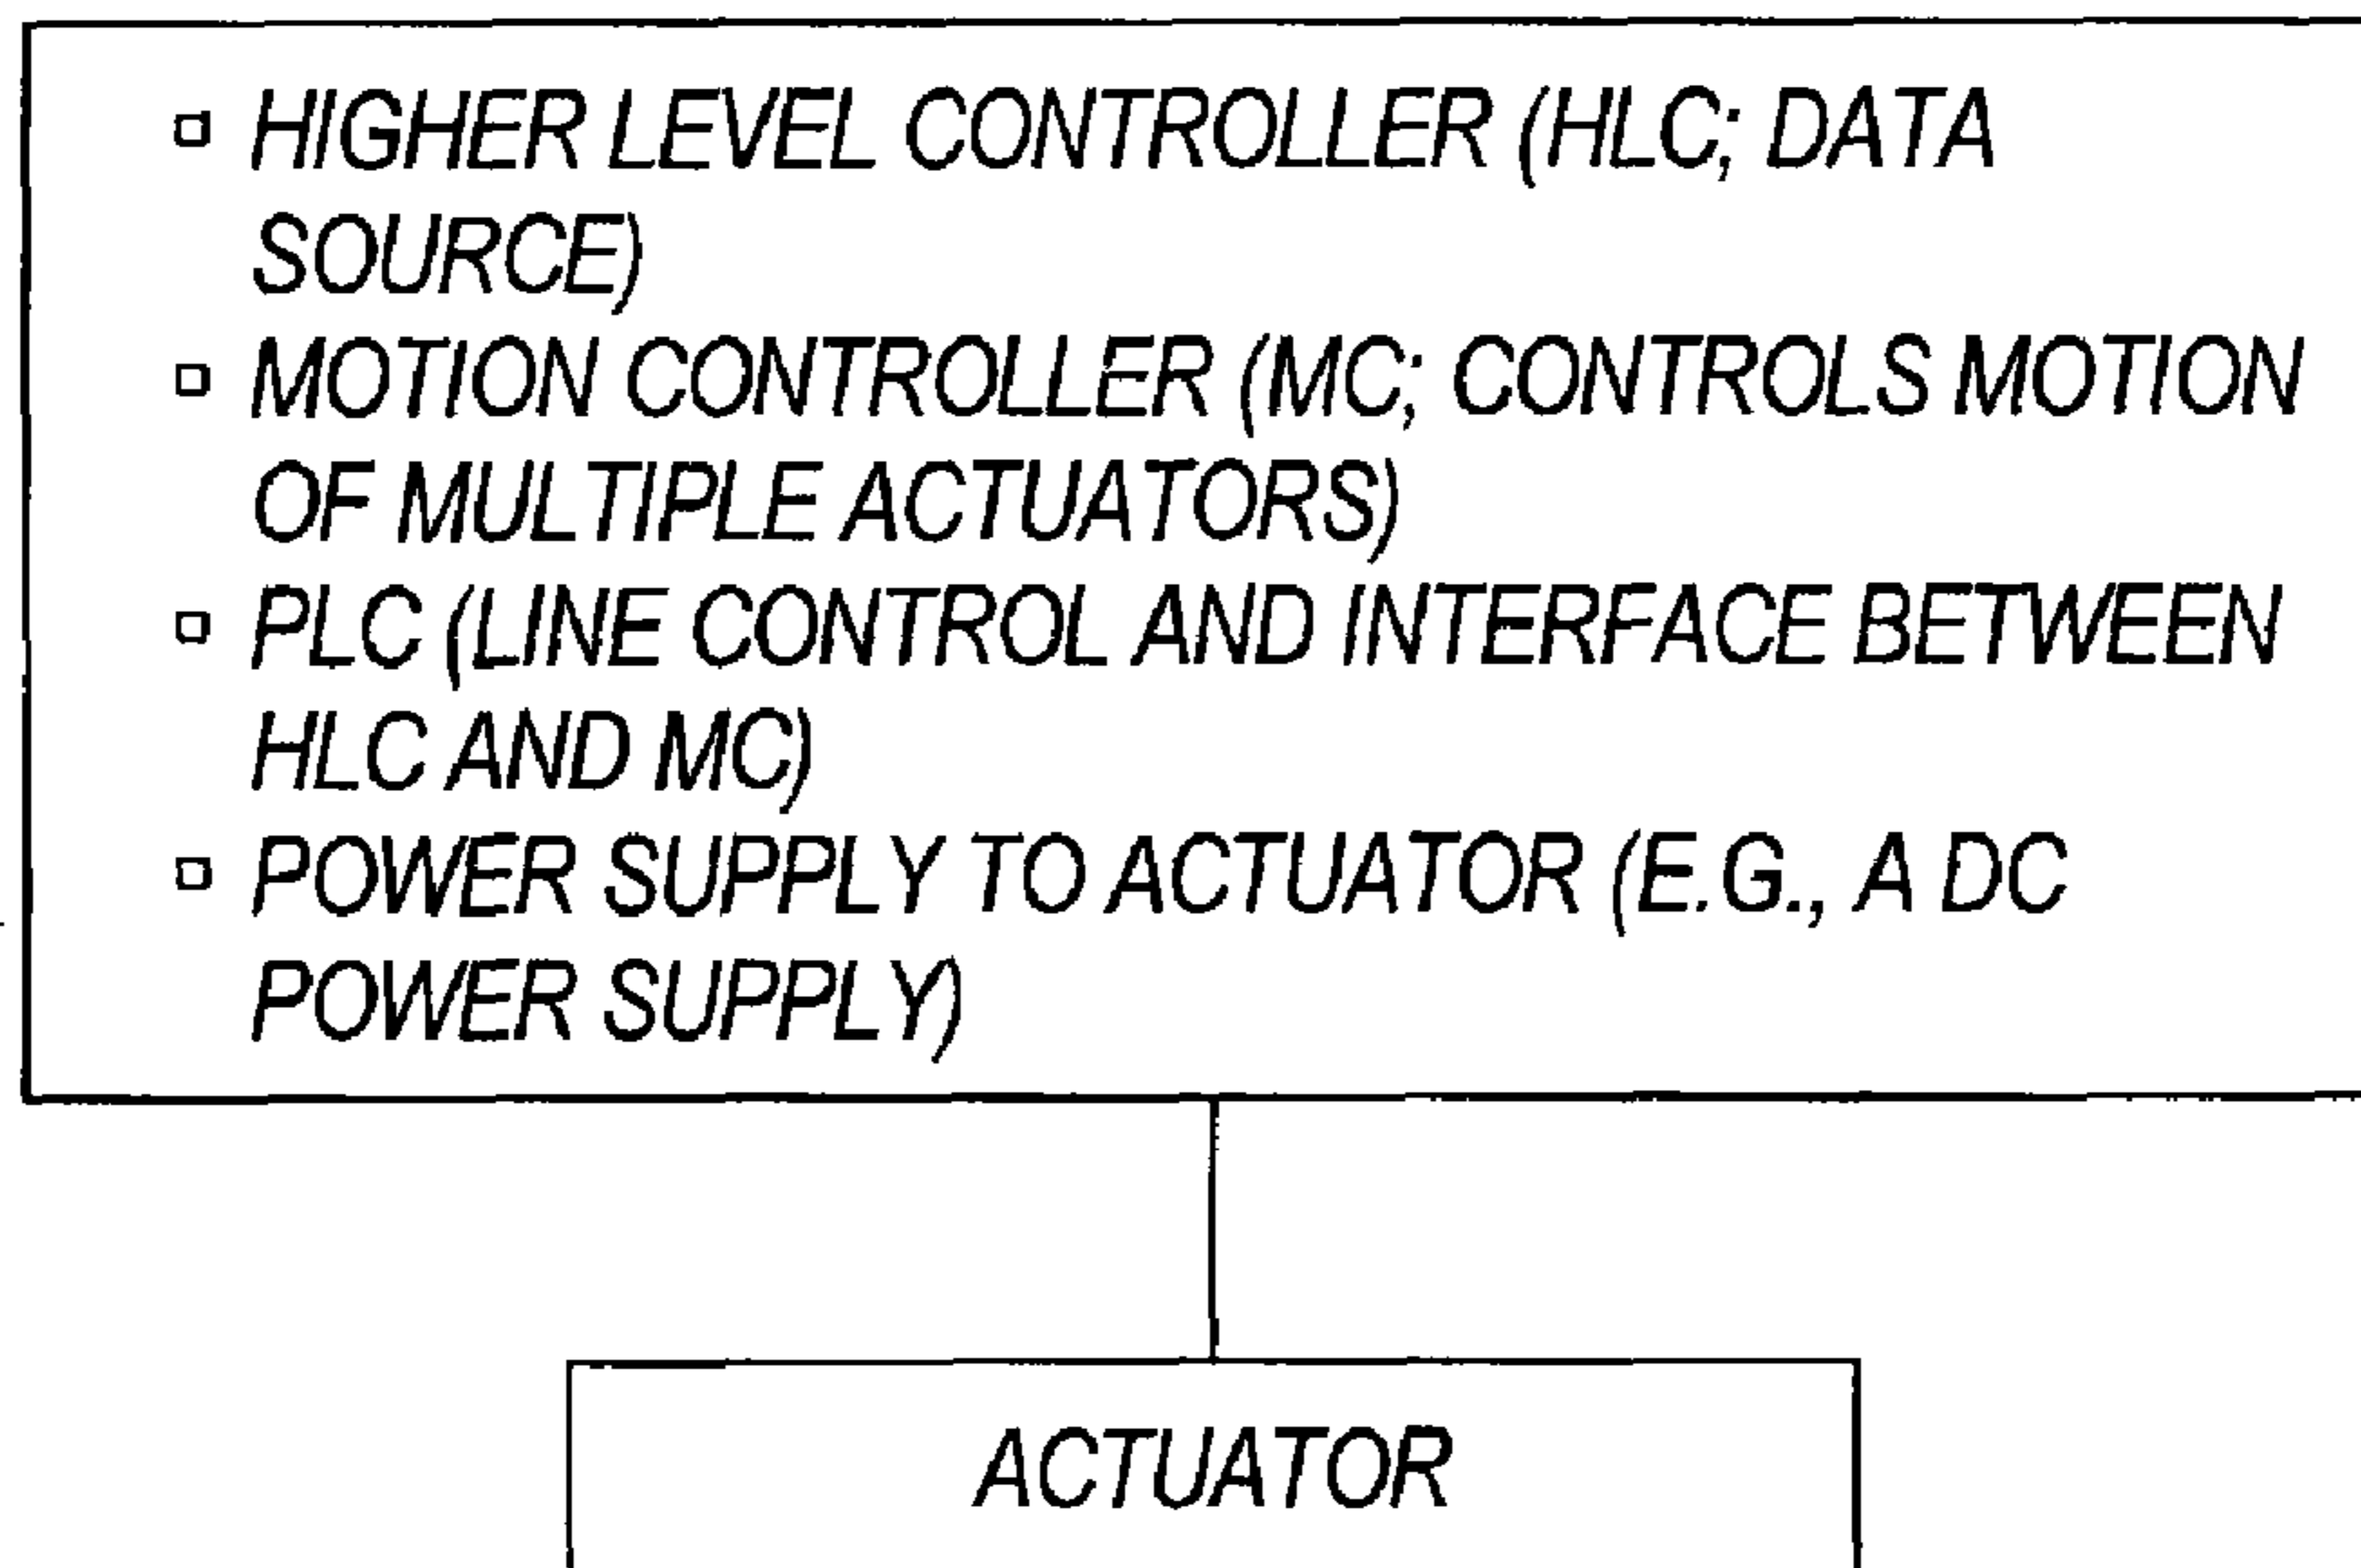 ▫ HIGHER LEVEL CONTROLLER (HLC; DATA
SOURCE)
▫ MOTION CONTROLLER (MC; CONTROLS MOTION
OF MULTIPLE ACTUATORS)
▫ PLC (LINE CONTROL AND INTERFACE BETWEEN
HLC AND MC)
▫ POWER SUPPLY TO ACTUATOR (E.G., A DC
POWER SUPPLY)
ACTUATOR